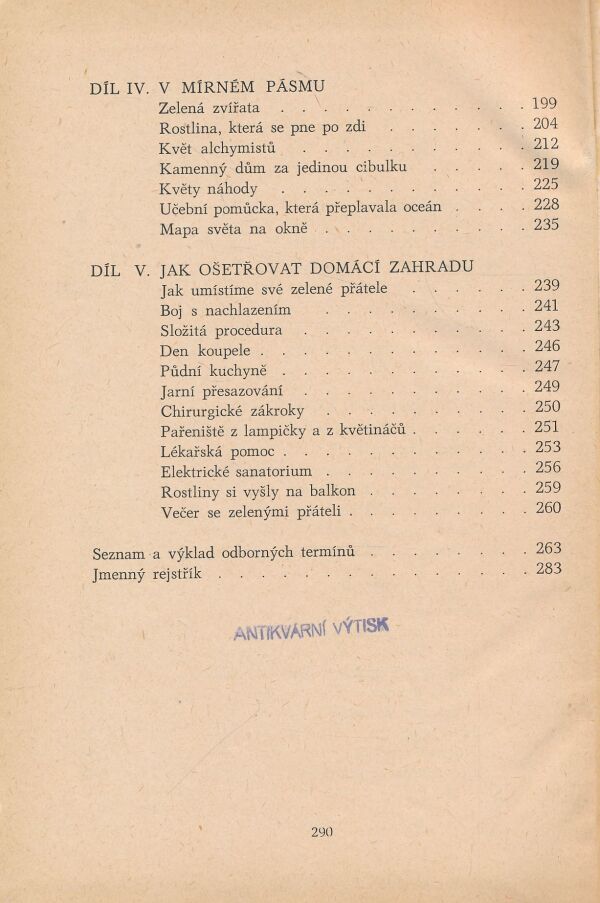 DÍL IV. V MÍRNÉM PÁSMU
Zelená zvířata . . . . . . . . . . . . 199
Rostlina, která se pne po zdi . . . . . . . 204
Květ alchymistů . . . . . . . . . . . 212
Kamenný dům za jedinou cibulku . . . . . . 219
Květy náhody . . . . . . . . . . . . 225
Učební pomůcka, která přeplavala oceán . . . . 228
Mapa světa na okně . . . . . . . . . . 235
DÍL V. JAK OŠETŘOVAT DOMÁCÍ ZAHRADU
Jak umístíme své zelené přátele . . . . . . 239
Boj s nachlazením . . . . . . . . . . 241
Složitá procedura . . . . . . . . . . . 243
Den koupele . . . . . . . . . . . . . 246
Půdní kuchyně . . . . . . . . . . . . 247
Jarní přesazování . . . . . . . . . . . 249
Chirurgické zákroky . . . . . . . . . . 250
Pařeniště z lampičky a z květináčů . . . . . . 251
Lékařská pomoc . . . . . . . . . . . . 253
Elektrické sanatorium . . . . . . . . . . 256
Rostliny si vyšly na balkon . . . . . . . . 259
Večer se zelenými přáteli . . . . . . . . . 260
Seznam a výklad odborných termínů . . . . . . . 263
Jmenný rejstřík . . . . . . . . . . . . . . 283
ANTIKVÁRNÍ VÝTISK
290